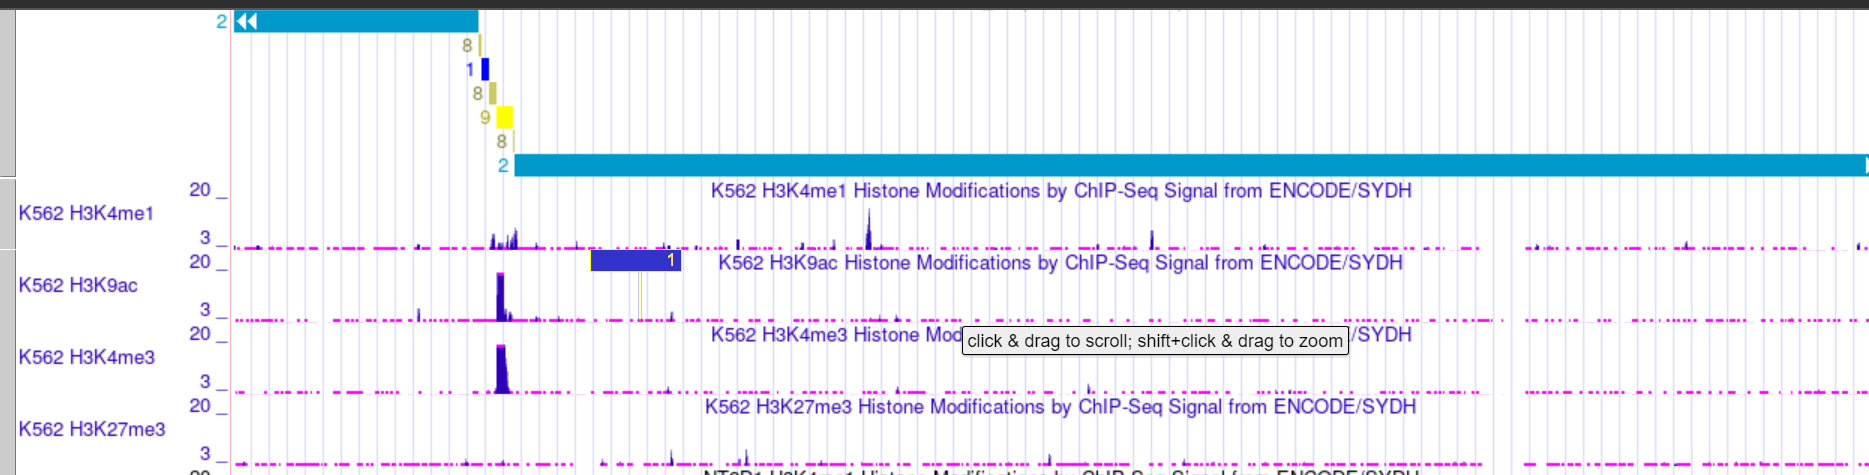 2
8
1
8
9
8
2
20 _ K562 H3K4me1 Histone Modifications by ChIP-Seq Signal from ENCODE/SYDH
K562 H3K4me1
3 _
20 _ 1 K562 H3K9ac Histone Modifications by ChIP-Seq Signal from ENCODE/SYDH
K562 H3K9ac
3 _
20 _ K562 H3K4me3 Histone Mod /SYDH
click & drag to scroll; shift+click & drag to zoom
K562 H3K4me3
3 _
20 _ K562 H3K27me3 Histone Modifications by ChIP-Seq Signal from ENCODE/SYDH
K562 H3K27me3
3 _